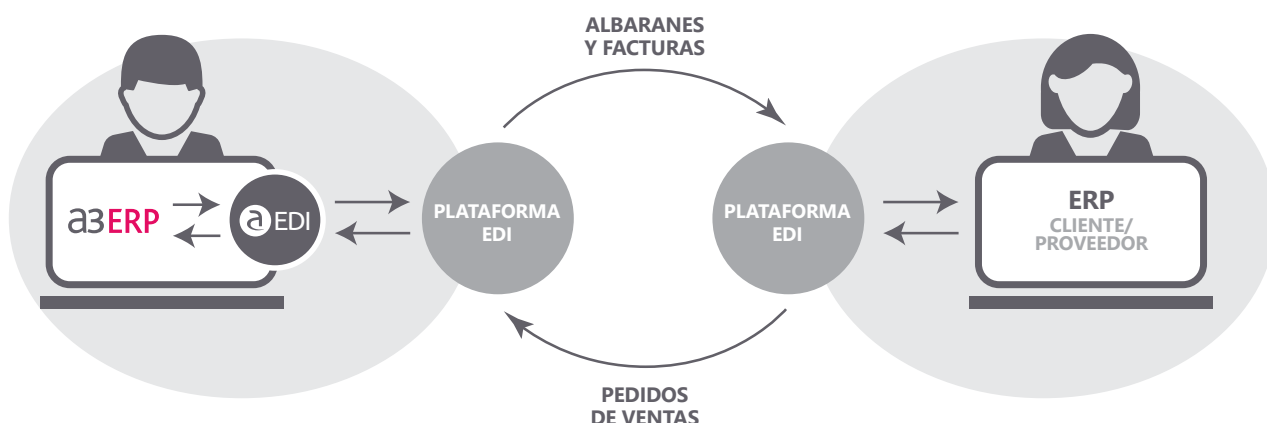 ALBARANES
Y FACTURAS
a3ERP
a EDI
PLATAFORMA
EDI
PLATAFORMA
EDI
ERP
CLIENTE/
PROVEEDOR
PEDIDOS
DE VENTAS